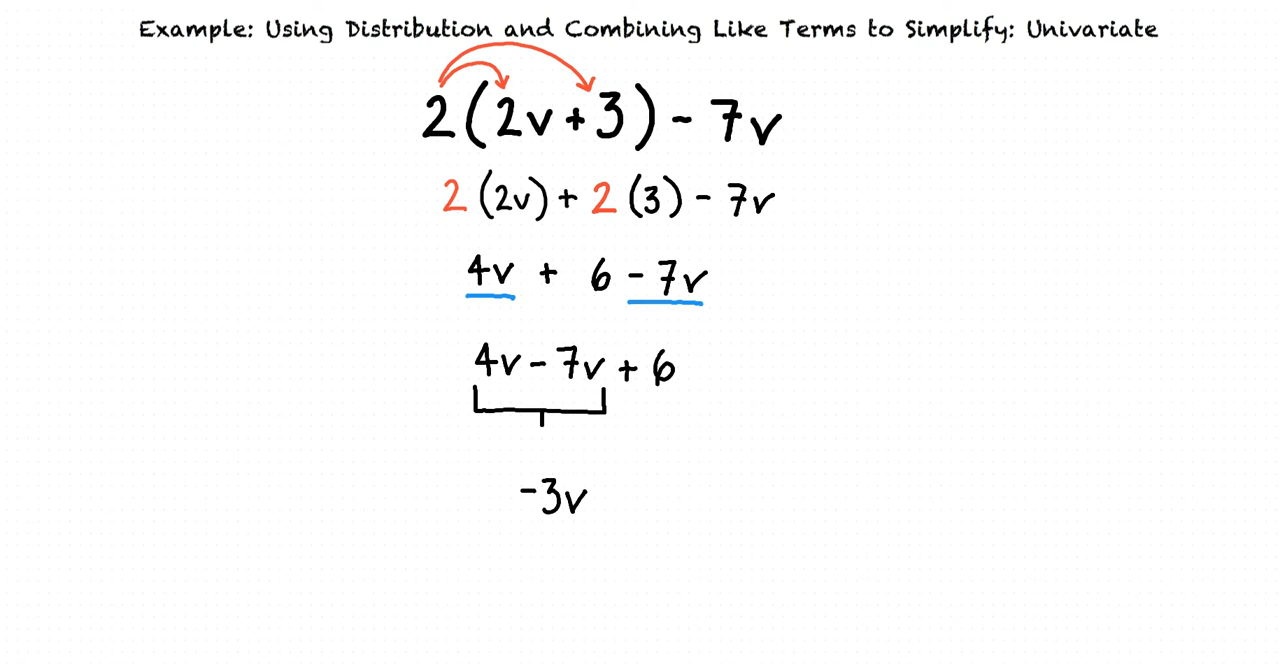 Example: Using Distribution and Combining Like Terms to Simplify: Univariate
2(2v+3)-7v
2(2v)+2(3)-7v
4v + 6-7v
4v-7v+6
-3v